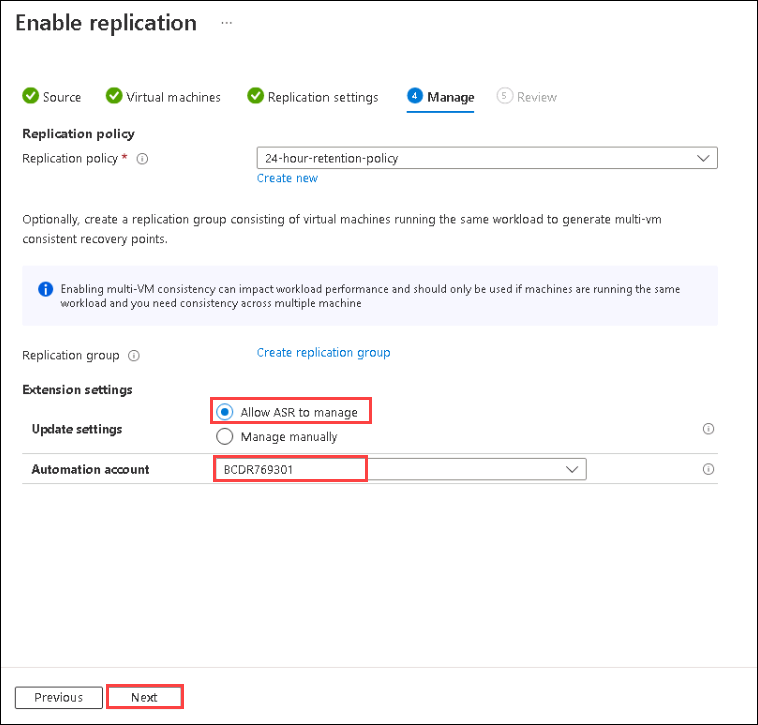 Enable replication ...
Source Virtual machines Replication settings 4 Manage 5 Review
Replication policy
Replication policy * 24-hour-retention-policy
Create new
Optionally, create a replication group consisting of virtual machines running the same workload to generate multi-vm
consistent recovery points.
Enabling multi-VM consistency can impact workload performance and should only be used if machines are running the same
workload and you need consistency across multiple machine
Replication group Create replication group
Extension settings
Allow ASR to manage
Update settings
Manage manually
Automation account BCDR769301
Previous Next